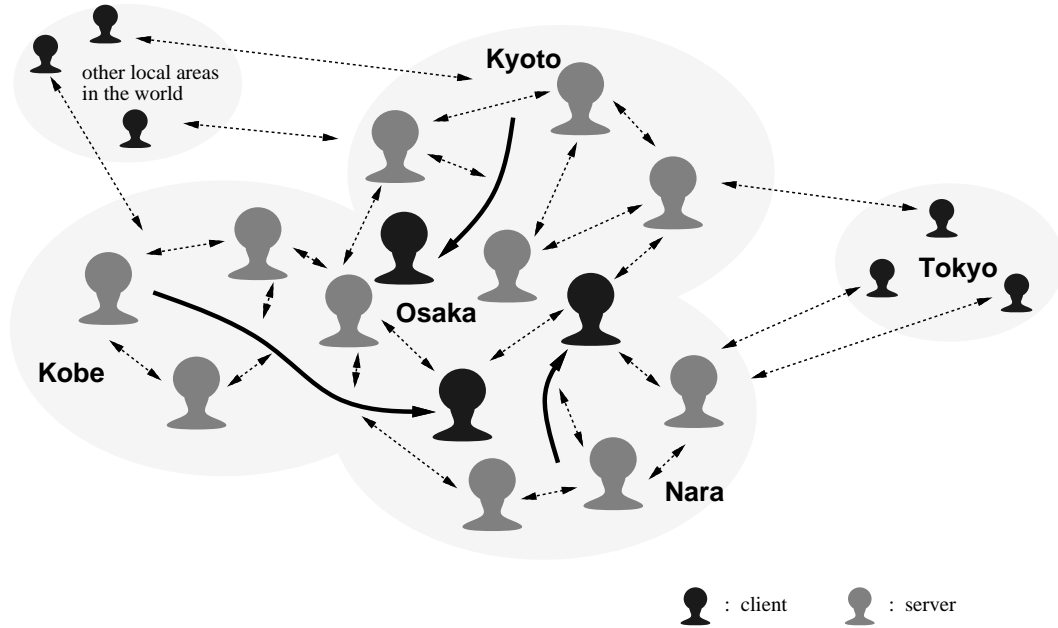 Kyoto
other local areas
in the world
Tokyo
Osaka
Kobe
Nara
: client
: server